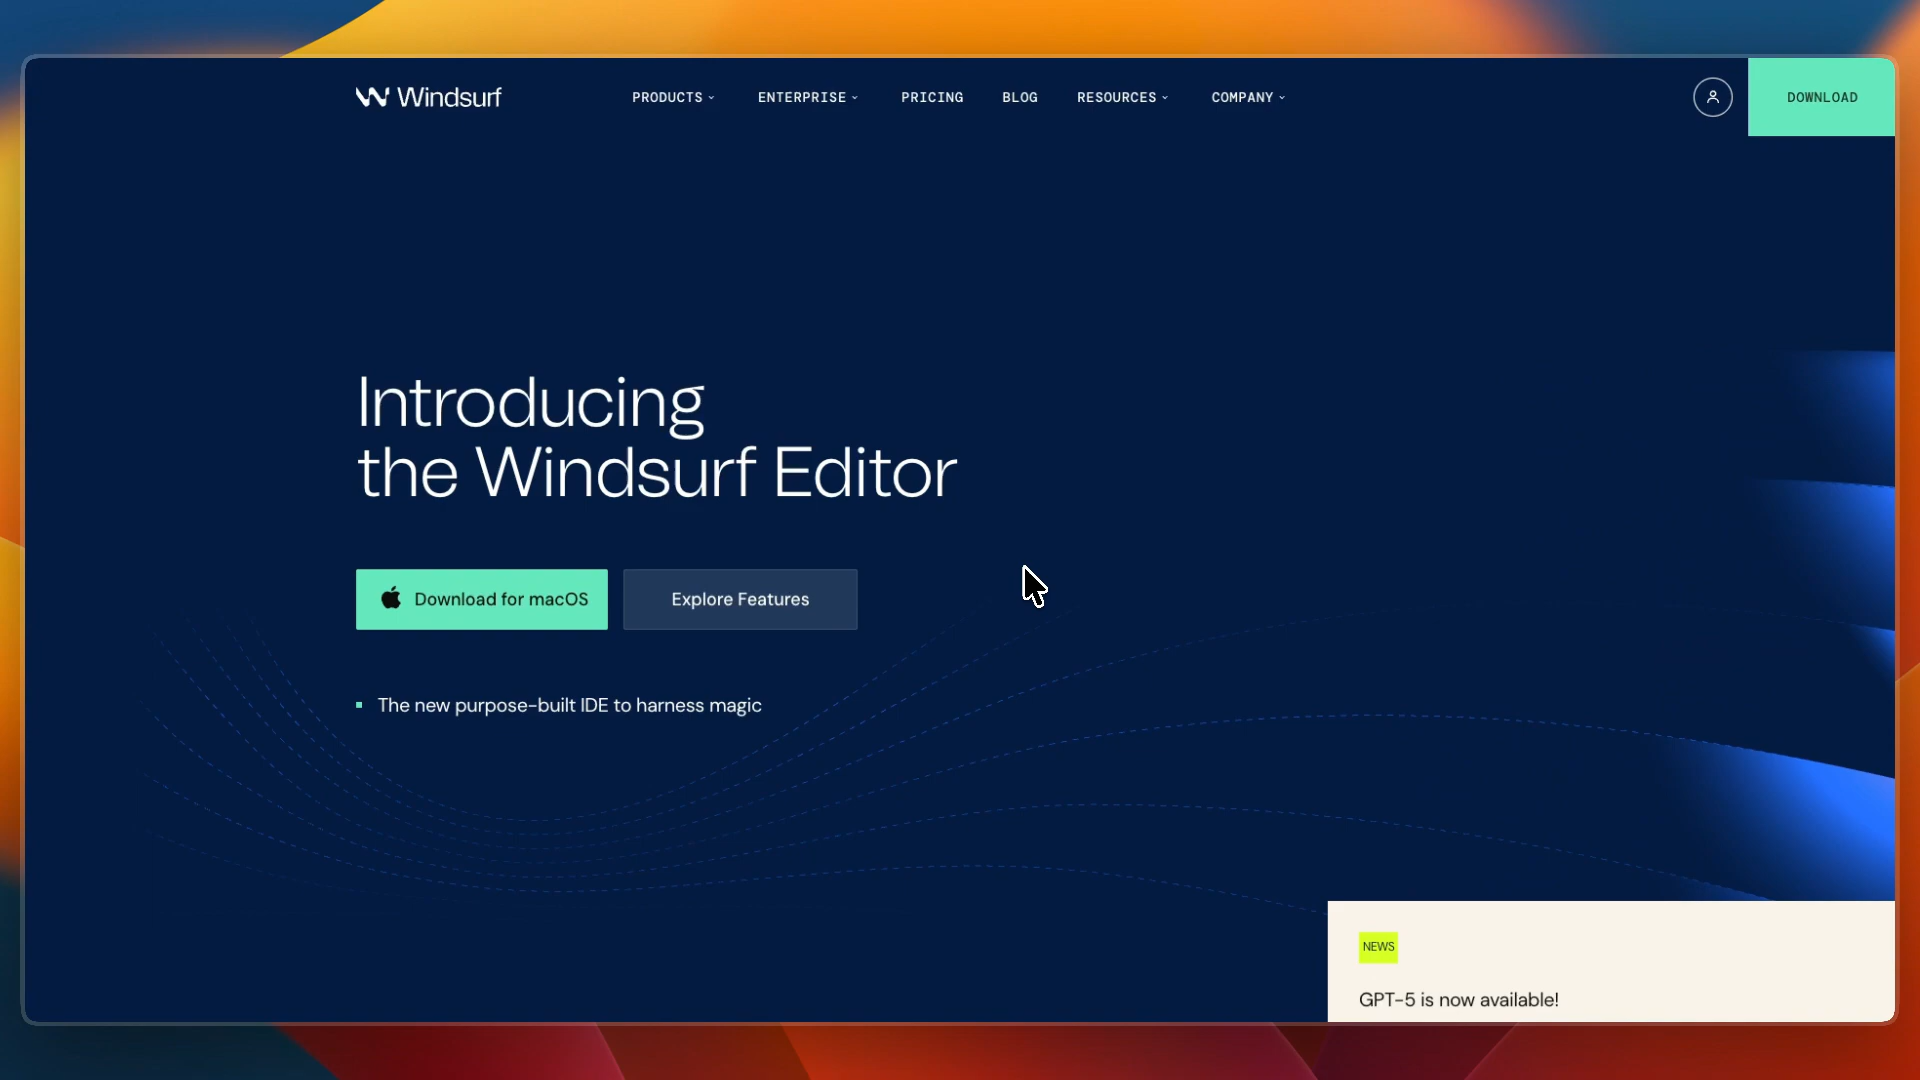 Windsurf
PRODUCTS
ENTERPRISE
PRICING
BLOG
RESOURCES
COMPANY
DOWNLOAD
Introducing
the Windsurf Editor
Download for macOS
Explore Features
The new purpose-built IDE to harness magic
NEWS
GPT-5 is now available!